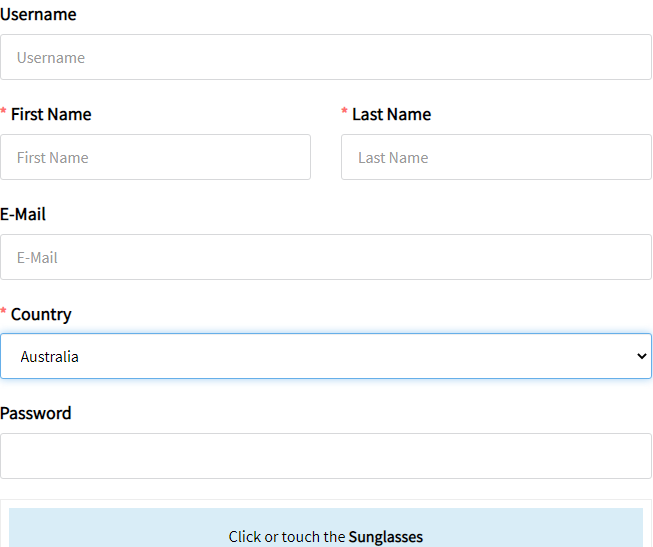 Username
Username
* First Name * Last Name
First Name Last Name
E-Mail
E-Mail
* Country
Australia
Password
Click or touch the Sunglasses